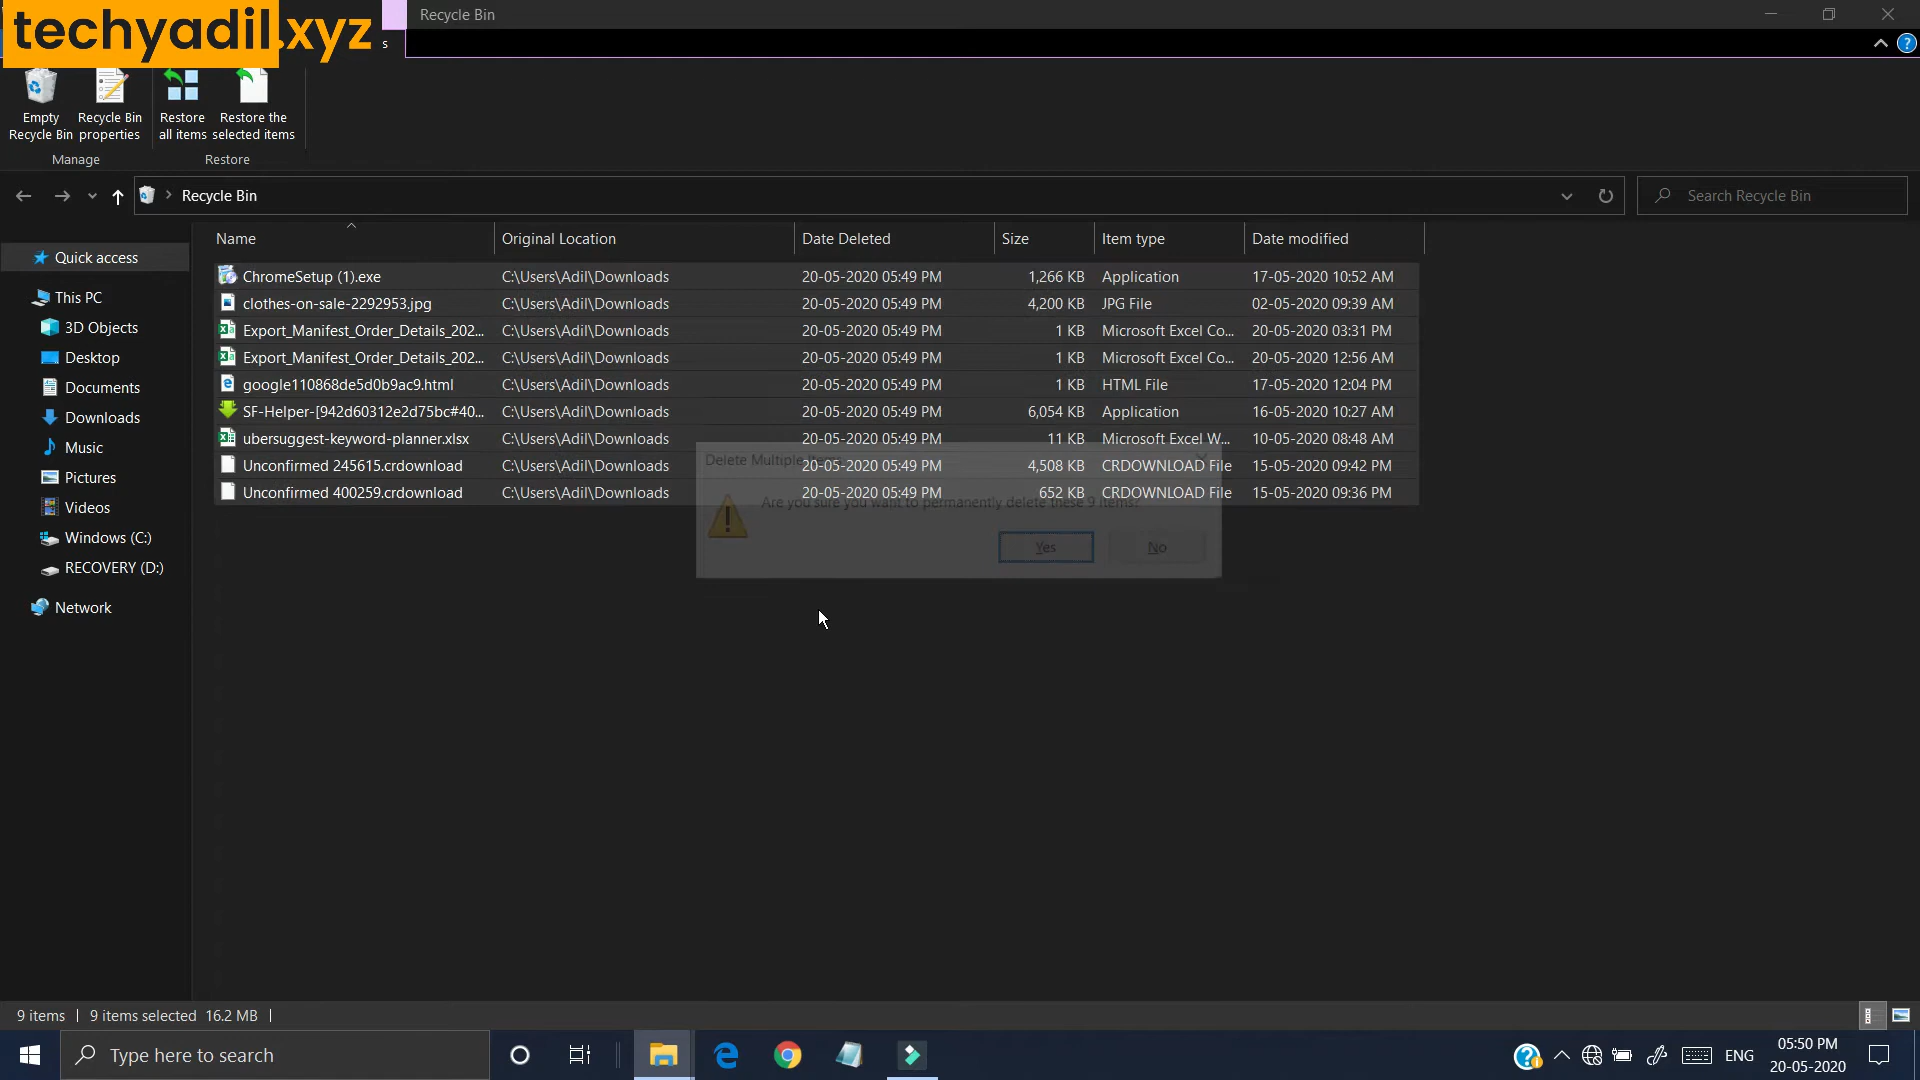 techyadil.xyz
s
Recycle Bin
Empty
Recycle Bin
Recycle Bin
properties
Restore
all items
Restore the
selected items
Manage
Restore
Recycle Bin
Search Recycle Bin
Quick access
This PC
3D Objects
Desktop
Documents
Downloads
Music
Pictures
Videos
Windows (C:)
RECOVERY (D:)
Network
Name Original Location Date Deleted Size Item type Date modified
ChromeSetup (1).exe C:\Users\Adil\Downloads 20-05-2020 05:49 PM 1,266 KB Application 17-05-2020 10:52 AM
clothes-on-sale-2292953.jpg C:\Users\Adil\Downloads 20-05-2020 05:49 PM 4,200 KB JPG File 02-05-2020 09:39 AM
Export_Manifest_Order_Details_202... C:\Users\Adil\Downloads 20-05-2020 05:49 PM 1 KB Microsoft Excel Co... 20-05-2020 03:31 PM
Export_Manifest_Order_Details_202... C:\Users\Adil\Downloads 20-05-2020 05:49 PM 1 KB Microsoft Excel Co... 20-05-2020 12:56 AM
google110868de5d0b9ac9.html C:\Users\Adil\Downloads 20-05-2020 05:49 PM 1 KB HTML File 17-05-2020 12:04 PM
SF-Helper-[942d60312e2d75bc#40... C:\Users\Adil\Downloads 20-05-2020 05:49 PM 6,054 KB Application 16-05-2020 10:27 AM
ubersuggest-keyword-planner.xlsx C:\Users\Adil\Downloads 20-05-2020 05:49 PM 11 KB Microsoft Excel W... 10-05-2020 08:48 AM
Unconfirmed 245615.crdownload C:\Users\Adil\Downloads 20-05-2020 05:49 PM 4,508 KB CRDOWNLOAD File 15-05-2020 09:42 PM
Unconfirmed 400259.crdownload C:\Users\Adil\Downloads 20-05-2020 05:49 PM 652 KB CRDOWNLOAD File 15-05-2020 09:36 PM
Delete Multiple Items
Are you sure you want to permanently delete these 9 items?
Yes No
9 items 9 items selected 16.2 MB
Type here to search
ENG
05:50 PM
20-05-2020